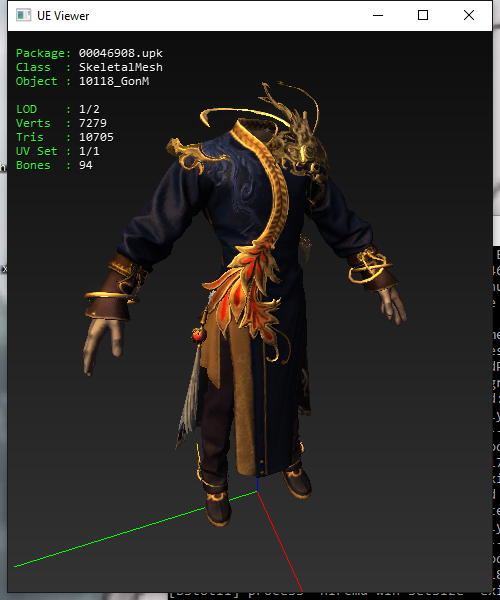 UE Viewer
Package: 00046908.upk
Class : SkeletalMesh
Object : 10118_GonM
LOD : 1/2
Verts : 7279
Tris : 10705
UV Set : 1/1
Bones : 94